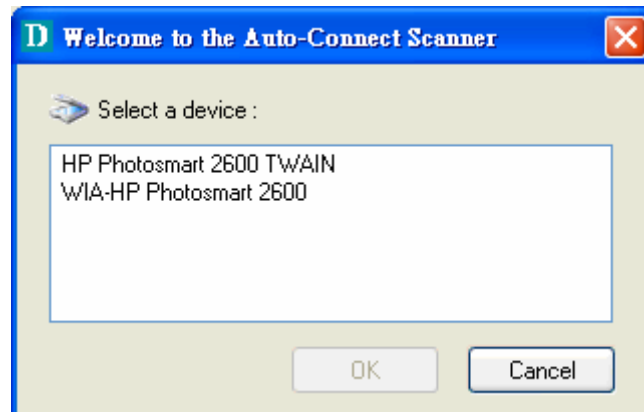 D Welcome to the Auto-Connect Scanner
Select a device :
HP Photosmart 2600 TWAIN
WIA-HP Photosmart 2600
OK Cancel